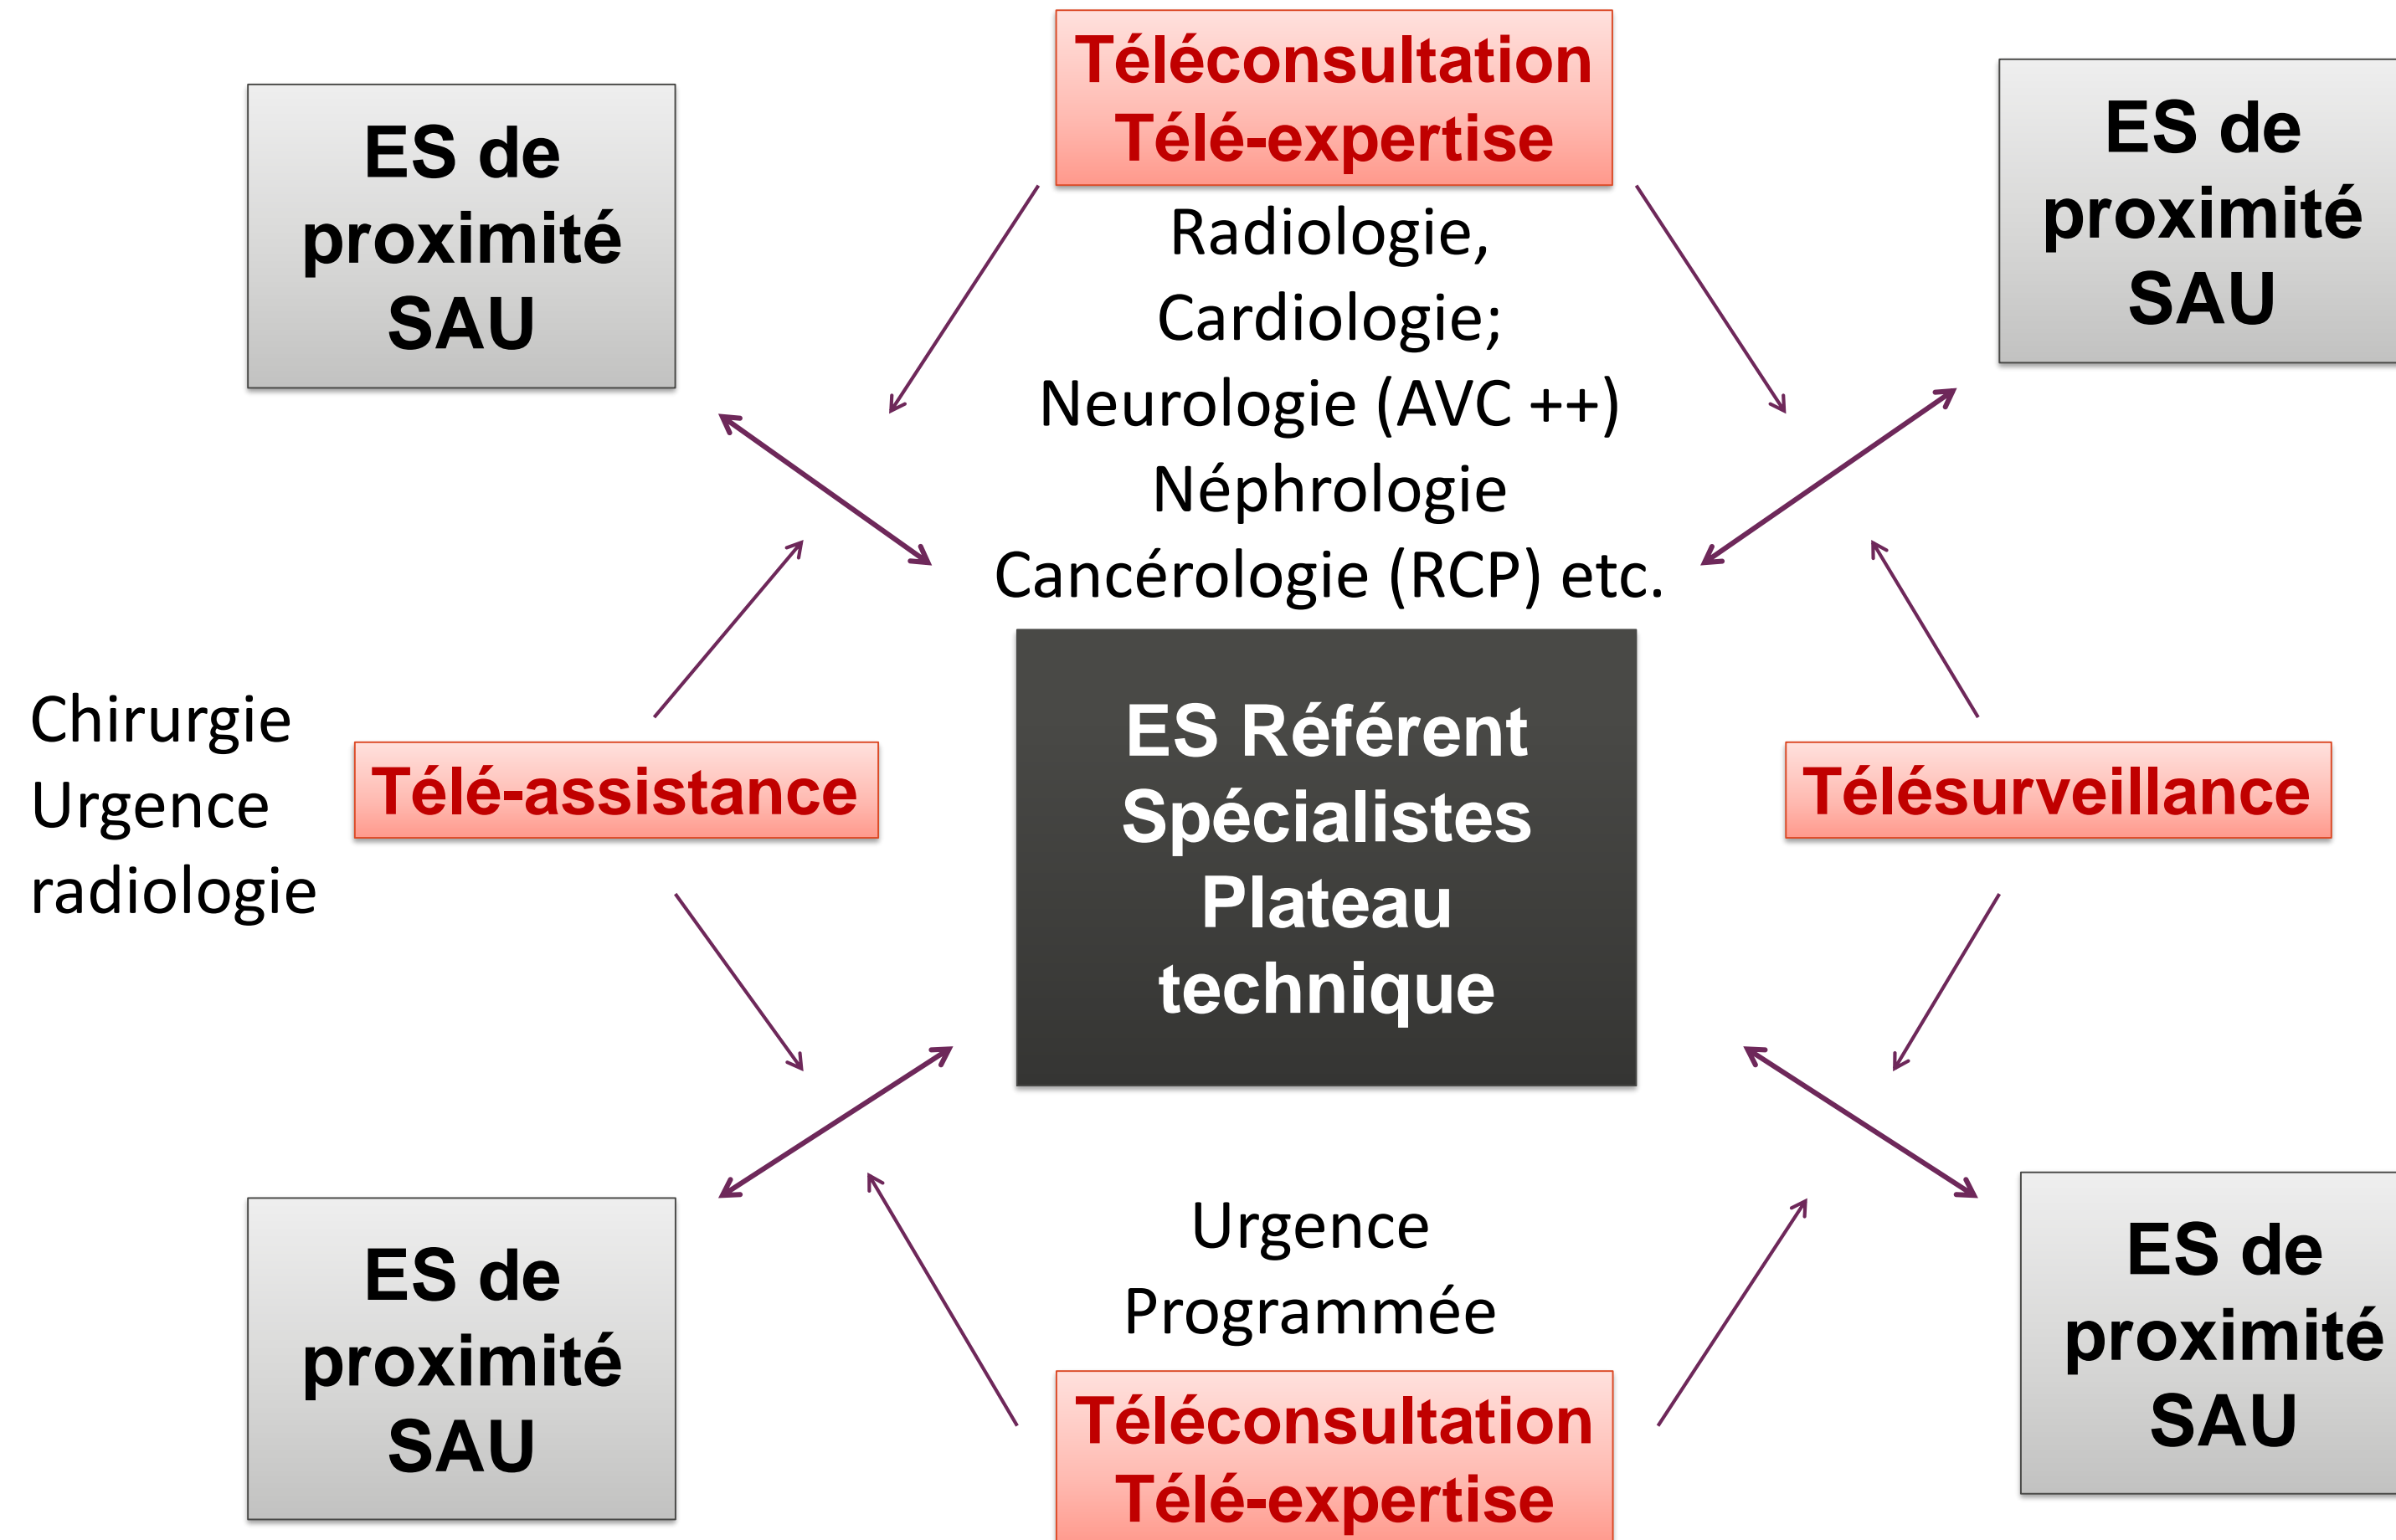 Téléconsultation
Télé-expertise
ES de
proximité
SAU
ES de
proximité
SAU
Radiologie,
Cardiologie;
Neurologie (AVC ++)
Néphrologie
Cancérologie (RCP) etc.
Chirurgie
Urgence
radiologie
Télé-assistance
ES Référent
Spécialistes
Plateau
technique
Télésurveillance
ES de
proximité
SAU
Urgence
Programmée
ES de
proximité
SAU
Téléconsultation
Télé-expertise